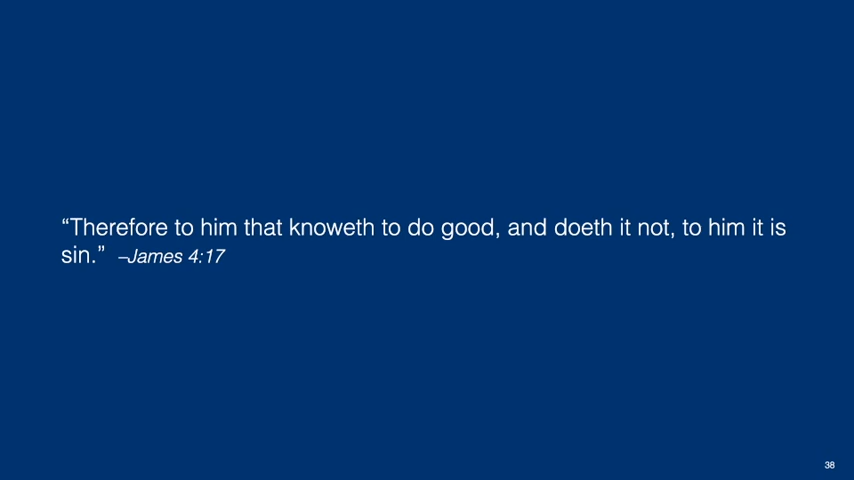 “Therefore to him that knoweth to do good, and doeth it not, to him it is
sin.” –James 4:17
38